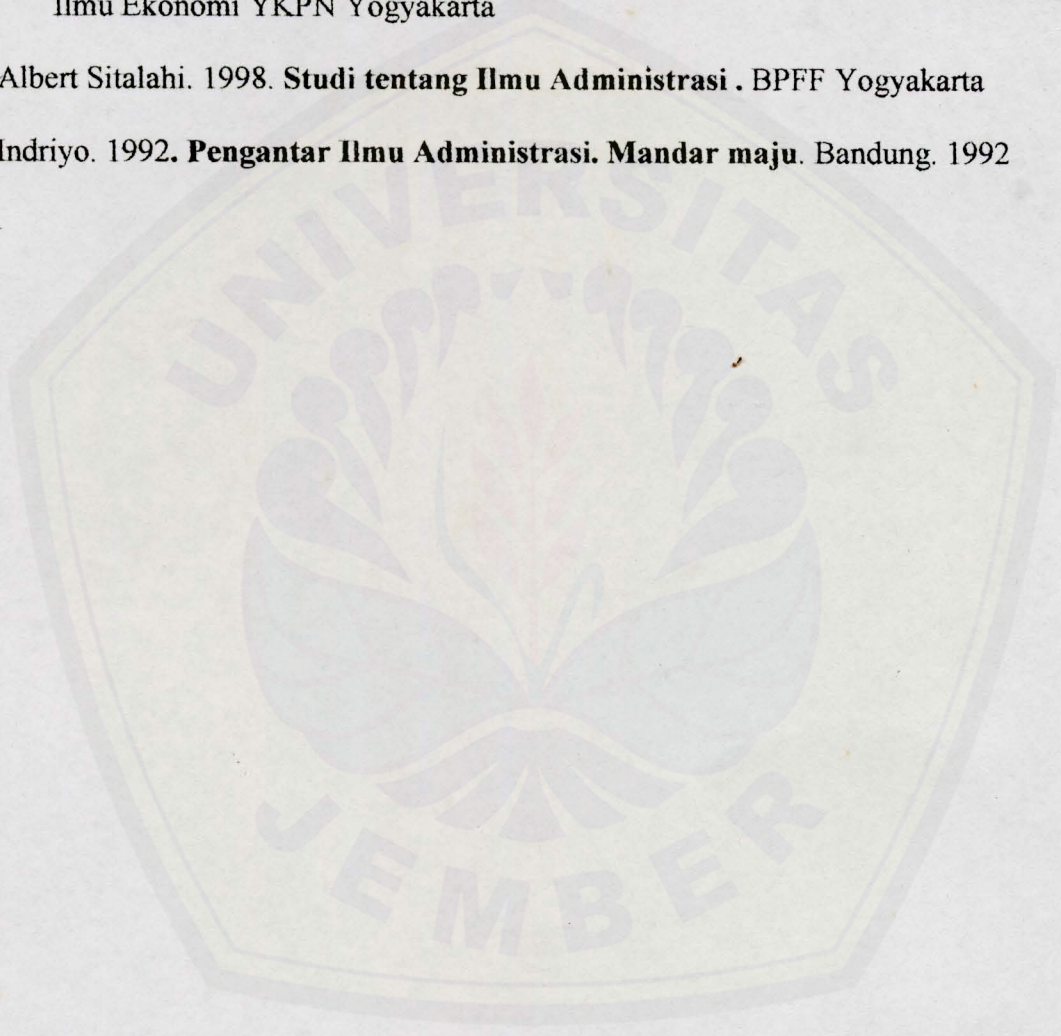 Ilmu Ekonomi YKPN Yogyakarta
Albert Sitalahi. 1998. Studi tentang Ilmu Administrasi . BPFF Yogyakarta
Indriyo. 1992. Pengantar Ilmu Administrasi. Mandar maju. Bandung. 1992
UNIVERSITAS
JEMBER